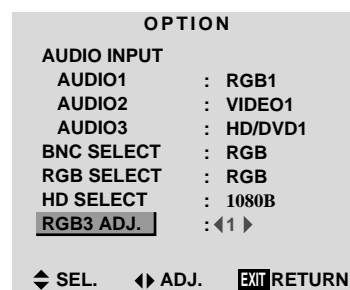 OPTION
AUDIO INPUT
AUDIO1 : RGB1
AUDIO2 : VIDEO1
AUDIO3 : HD/DVD1
BNC SELECT : RGB
RGB SELECT : RGB
HD SELECT : 1080B
RGB3 ADJ. : ◀1▶
SEL. ADJ. EXIT RETURN